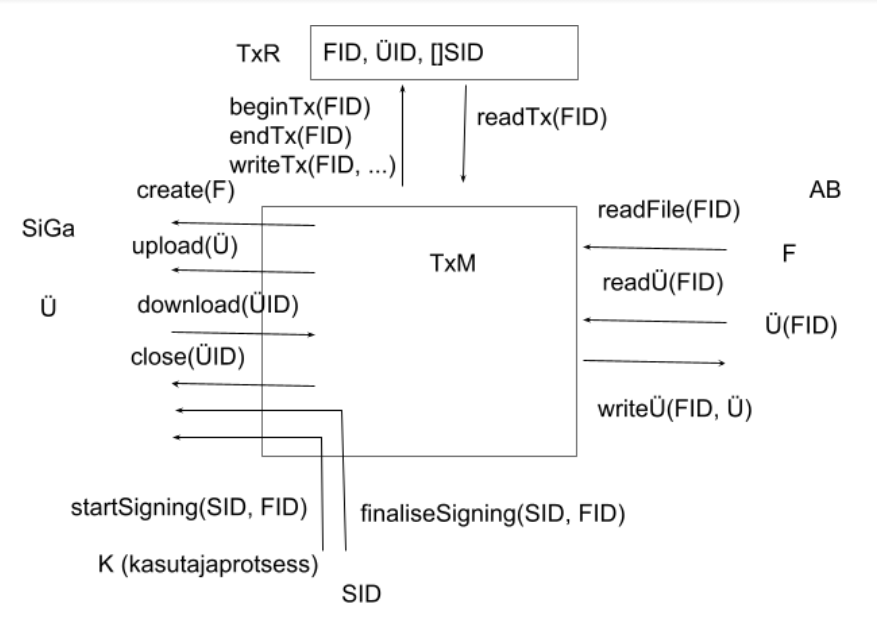 TxR
FID, ÜID, []SID
beginTx(FID)
endTx(FID)
writeTx(FID, ...)
readTx(FID)
create(F)
SiGa
upload(Ü)
Ü
download(ÜID)
close(ÜID)
TxM
readFile(FID)
AB
F
readÜ(FID)
Ü(FID)
writeÜ(FID, Ü)
startSigning(SID, FID)
finaliseSigning(SID, FID)
K (kasutajaprotsess)
SID